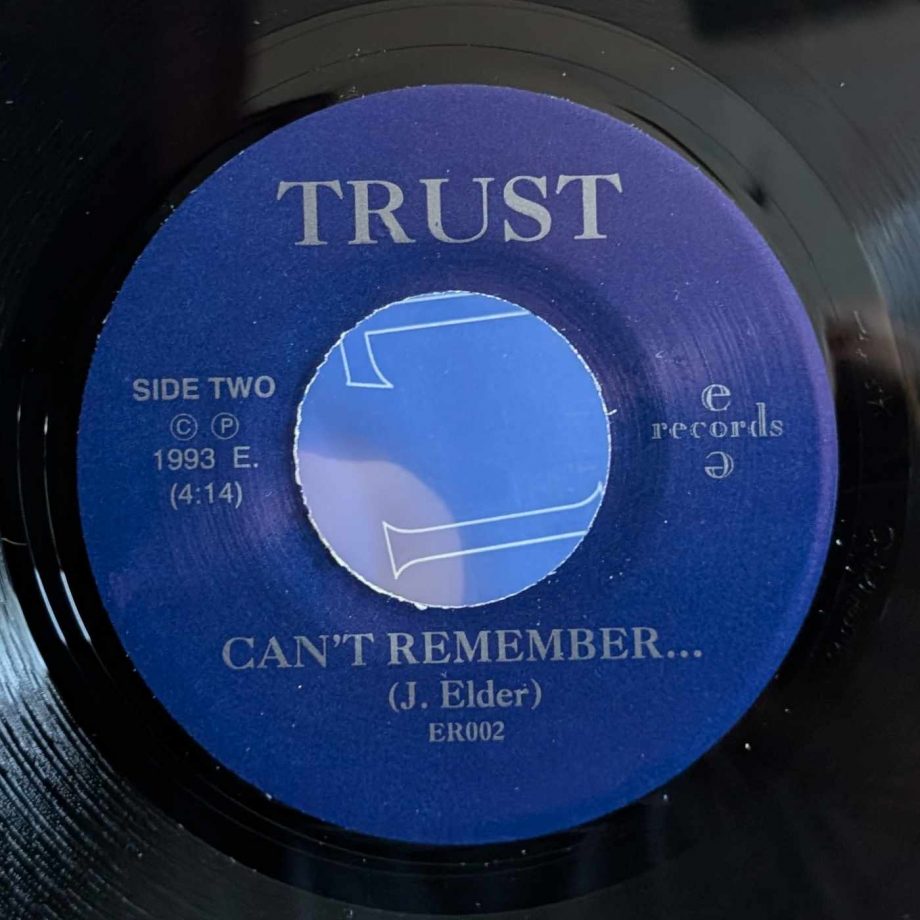 TRUST
SIDE TWO
© ℗
1993 E.
(4:14)
e
records
e
CAN'T REMEMBER...
(J. Elder)
ER002